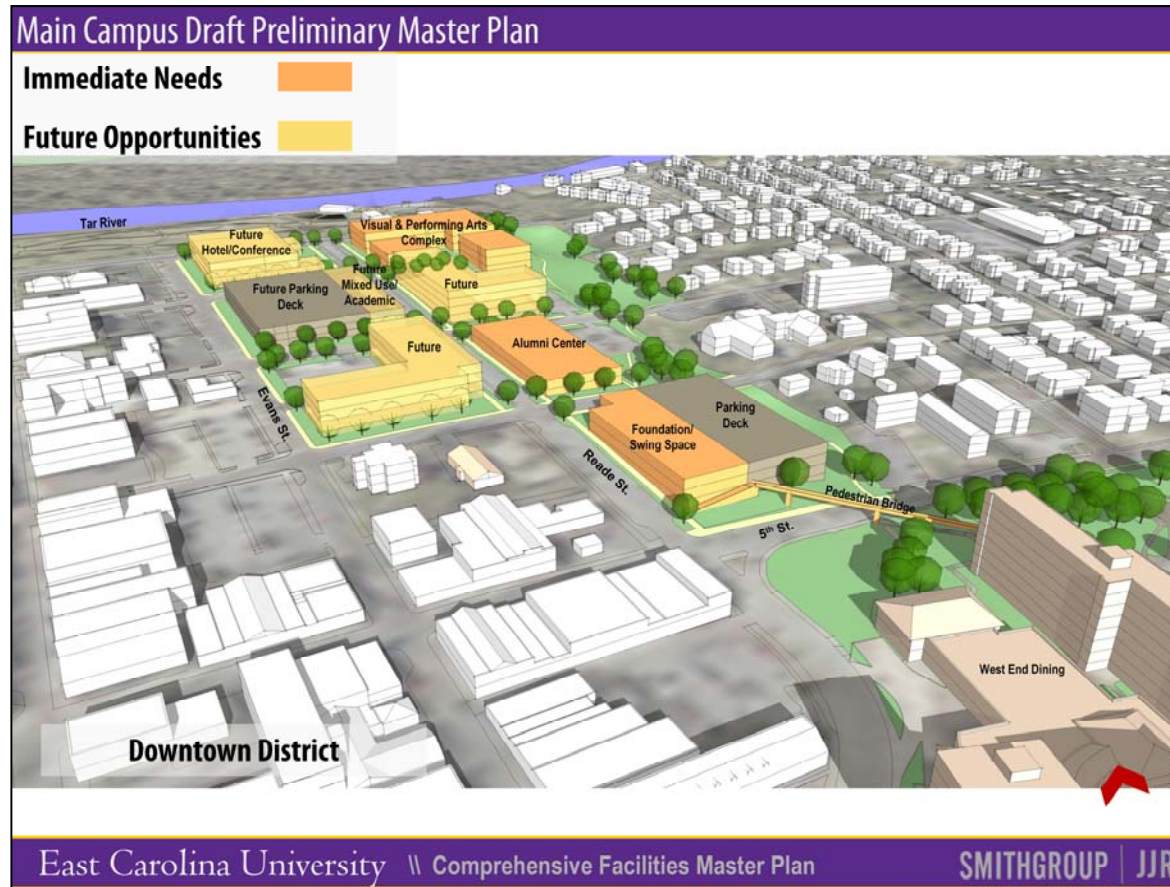 Main Campus Draft Preliminary Master Plan
Immediate Needs
Future Opportunities
Tar River
Future
Hotel/Conference
Visual & Performing Arts
Complex
Future Parking
Deck
Future
Mixed Use/
Academic
Future
Future
Alumni Center
Evans St.
Foundation/
Swing Space
Parking
Deck
Reade St.
Pedestrian Bridge
5th St.
West End Dining
Downtown District
East Carolina University \\ Comprehensive Facilities Master Plan
SMITHGROUP | JJR